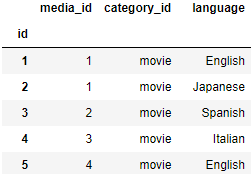 media_id category_id language
id
1 1 movie English
2 1 movie Japanese
3 2 movie Spanish
4 3 movie Italian
5 4 movie English